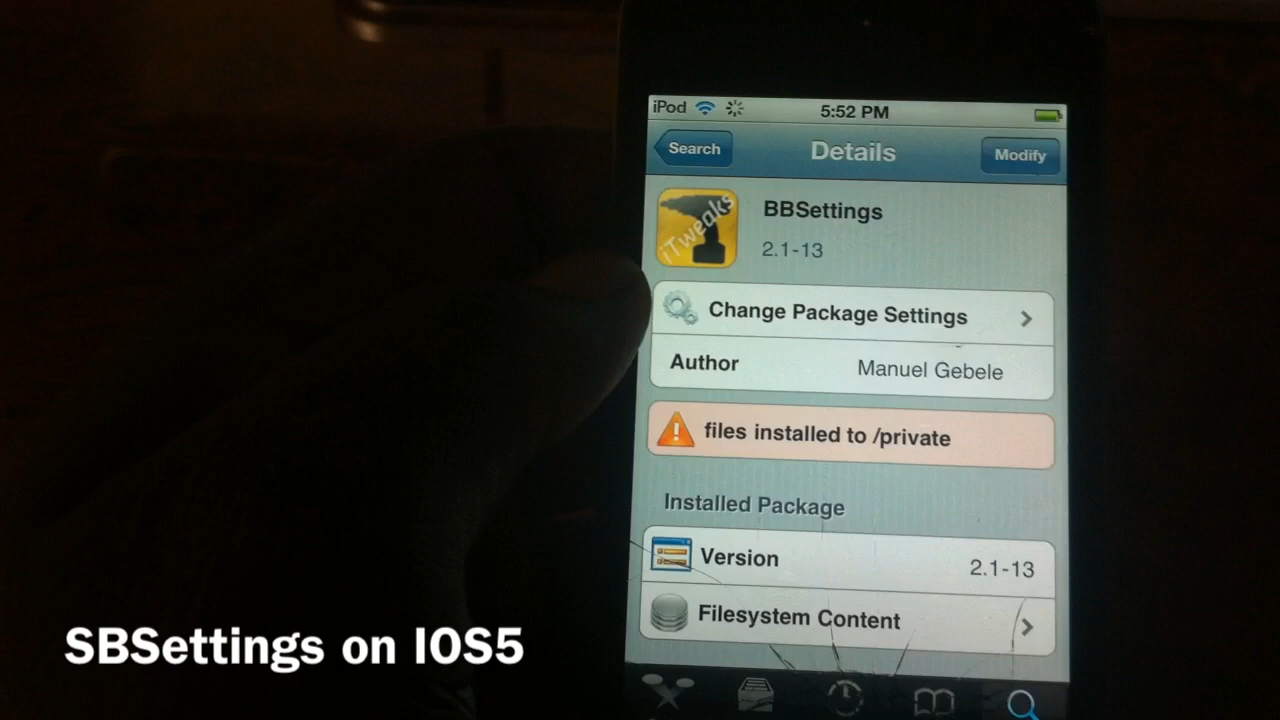 iPod 5:52 PM
Search Details Modify
iTweaks
BBSettings
2.1-13
Change Package Settings
Author Manuel Gebele
files installed to /private
Installed Package
Version 2.1-13
Filesystem Content
SBSettings on IOS5